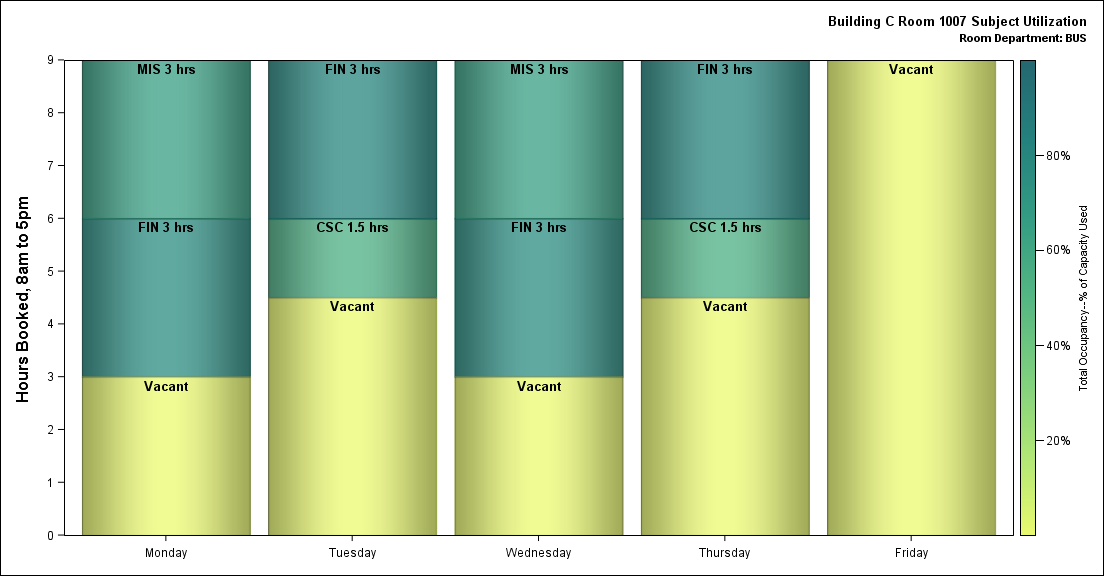 Building C Room 1007 Subject Utilization
Room Department: BUS
Hours Booked, 8am to 5pm
9
8
7
6
5
4
3
2
1
0
MIS 3 hrs
FIN 3 hrs
Vacant
FIN 3 hrs
CSC 1.5 hrs
Vacant
MIS 3 hrs
FIN 3 hrs
Vacant
FIN 3 hrs
CSC 1.5 hrs
Vacant
Vacant
Monday
Tuesday
Wednesday
Thursday
Friday
80%
60%
40%
20%
Total Occupancy--% of Capacity Used